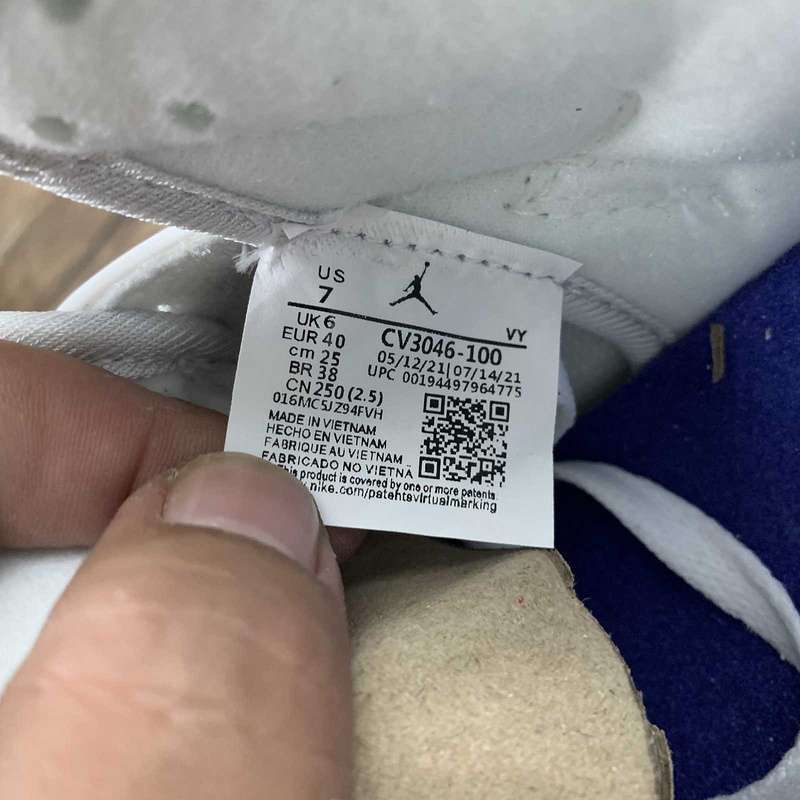 US
7
UK 6
EUR 40
cm 25
BR 38
CN 250 (2.5)
016MC5JZ94FVH
VY
CV3046-100
05/12/21|07/14/21
UPC 00194497964775
MADE IN VIETNAM
HECHO EN VIETNAM
FABRIQUE AU VIETNAM
FABRICADO NO VIETNA
This product is covered by one or more patents
.nike.com/patentsvirtualmarking